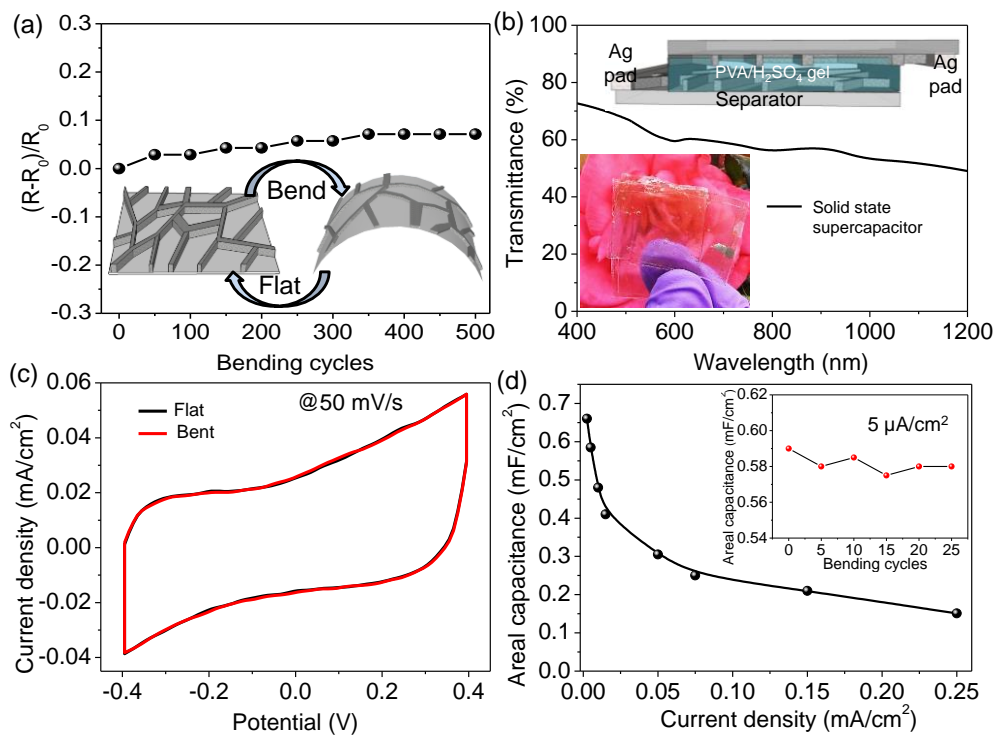 (a)
0.3
0.2
0.1
0.0
-0.1
-0.2
-0.3
(R-R₀)/R₀
Bend
Flat
0 100 200 300 400 500
Bending cycles
(b)
100
80
60
40
20
0
Transmittance (%)
Ag
pad
PVA/H₂SO₄ gel
Separator
Ag
pad
Solid state
supercapacitor
400 600 800 1000 1200
Wavelength (nm)
(c)
0.06
0.04
0.02
0.00
-0.02
-0.04
Current density (mA/cm²)
Flat
Bent
@50 mV/s
-0.4 -0.2 0.0 0.2 0.4
Potential (V)
(d)
0.7
0.6
0.5
0.4
0.3
0.2
0.1
0.0
Areal capacitance (mF/cm²)
0.62
0.60
0.58
0.56
0.54
Areal capacitance (mF/cm²)
5 µA/cm²
0 5 10 15 20 25
Bending cycles
0.00 0.05 0.10 0.15 0.20 0.25
Current density (mA/cm²)